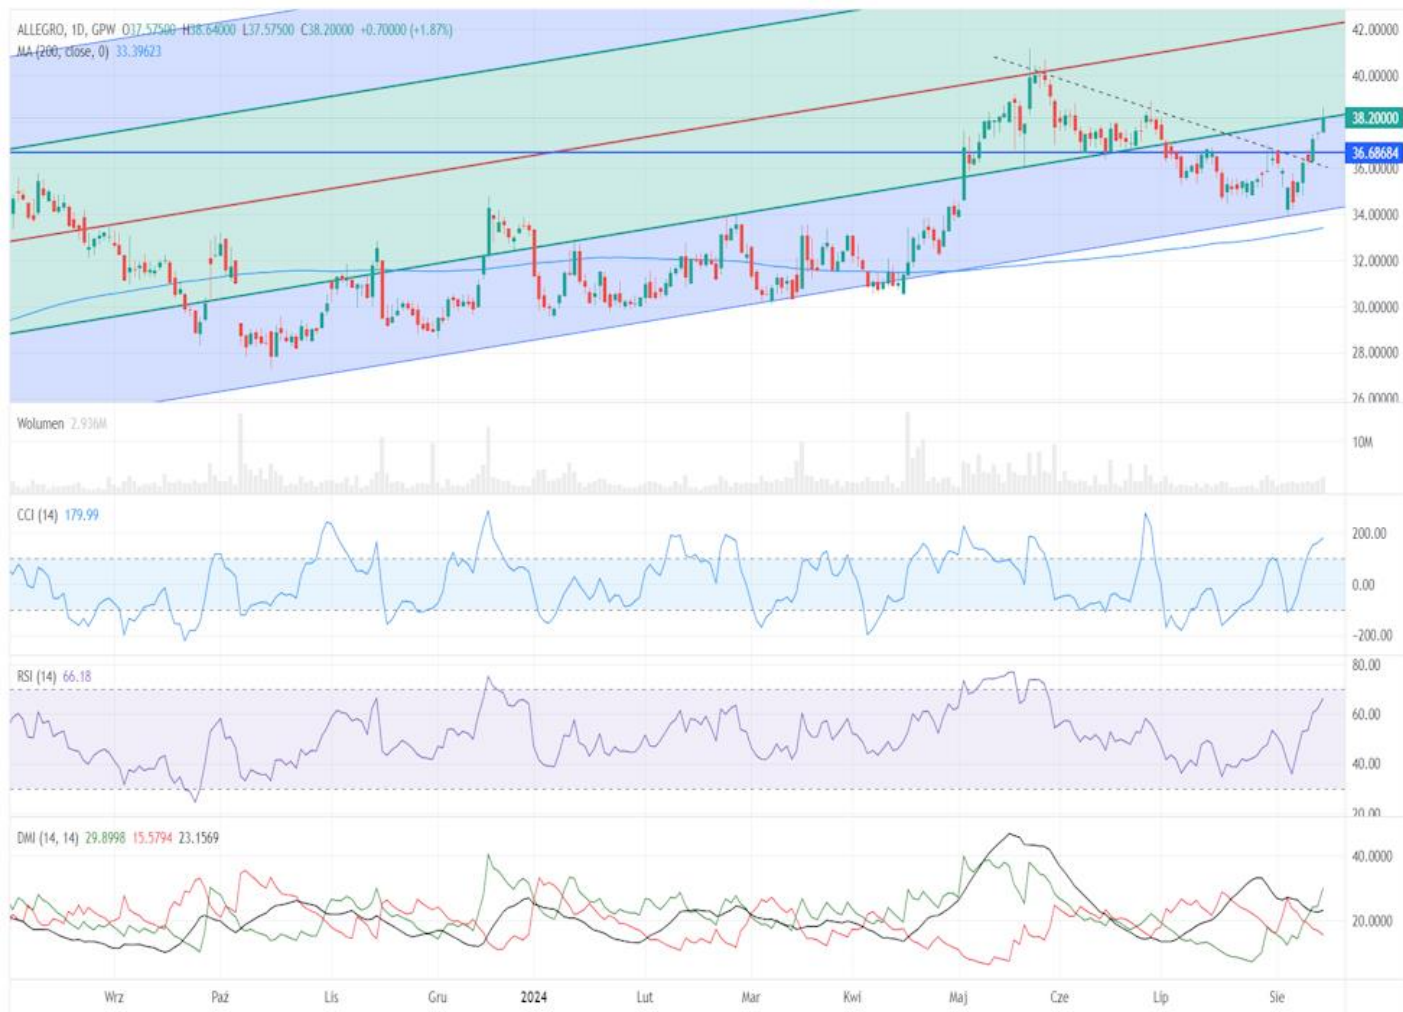 ALLEGRO, 1D, GPW O37.57500 H38.64000 L37.57500 C38.20000 +0.70000 (+1.87%)
MA (200, close, 0) 33.39623
42.00000
40.00000
38.20000
36.68684
36.00000
34.00000
32.00000
30.00000
28.00000
26.00000
Wolumen 2.936M
10M
CCI (14) 179.99
200.00
0.00
-200.00
RSI (14) 66.18
80.00
60.00
40.00
20.00
DMI (14, 14) 29.8998 15.5794 23.1569
40.0000
20.0000
Wrz Paź Lis Gru 2024 Lut Mar Kwi Maj Cze Lip Sie